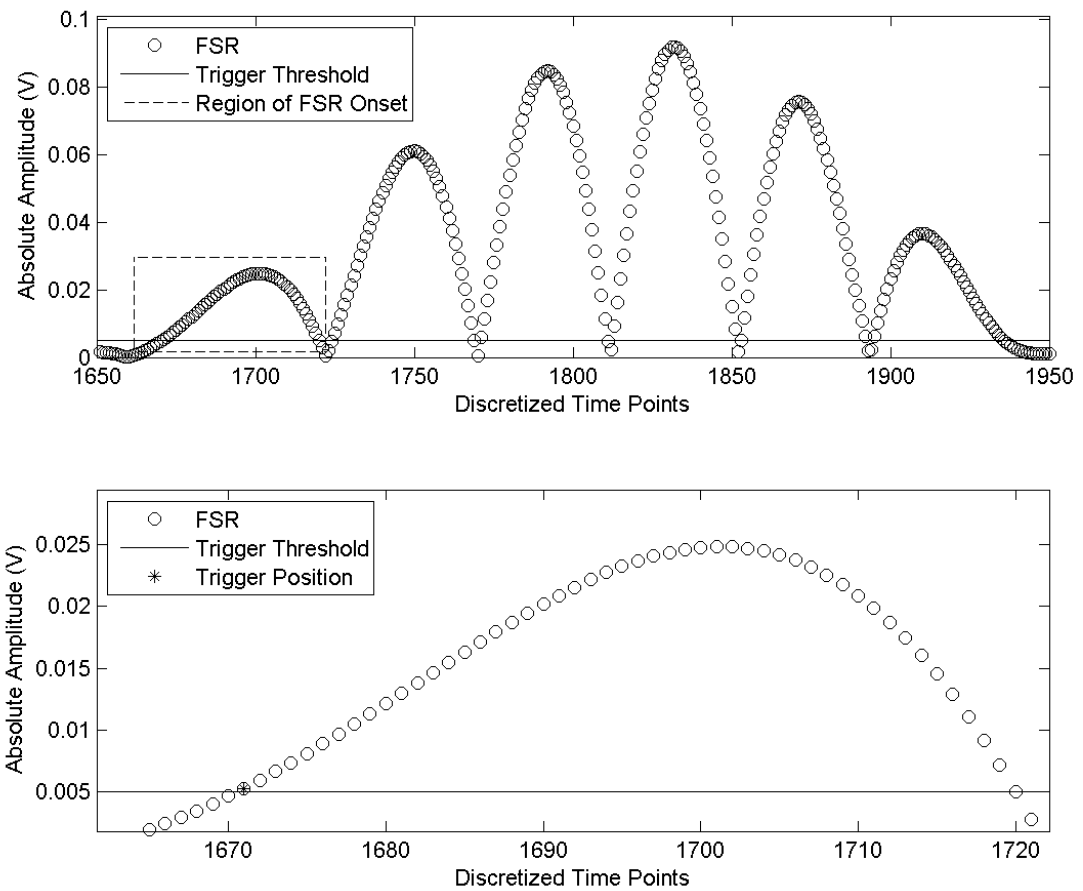 0.1
0.08
0.06
0.04
0.02
0
Absolute Amplitude (V)
FSR
Trigger Threshold
Region of FSR Onset
1650 1700 1750 1800 1850 1900 1950
Discretized Time Points
0.025
0.02
0.015
0.01
0.005
Absolute Amplitude (V)
FSR
Trigger Threshold
Trigger Position
1670 1680 1690 1700 1710 1720
Discretized Time Points